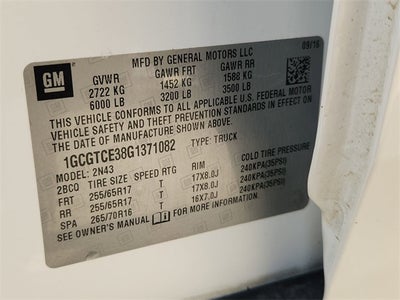 GM
MFD BY GENERAL MOTORS LLC
09/16
GVWR GAWR FRT GAWR RR
2722 KG 1452 KG 1588 KG
6000 LB 3200 LB 3500 LB
THIS VEHICLE CONFORMS TO ALL APPLICABLE U.S. FEDERAL MOTOR
VEHICLE SAFETY AND THEFT PREVENTION STANDARDS IN EFFECT ON
THE DATE OF MANUFACTURE SHOWN ABOVE.
1GCGTCE38G1371082 TYPE: TRUCK
MODEL: 2N43
2BCO TIRE SIZE SPEED RTG RIM COLD TIRE PRESSURE
FRT 255/65R17 17X8.0J 240KPA(35PSI)
RR 255/65R17 17X8.0J 240KPA(35PSI)
SPA 265/70R16 16X7.0J 240KPA(35PSI)
SEE OWNER'S MANUAL FOR MORE INFORMATION.